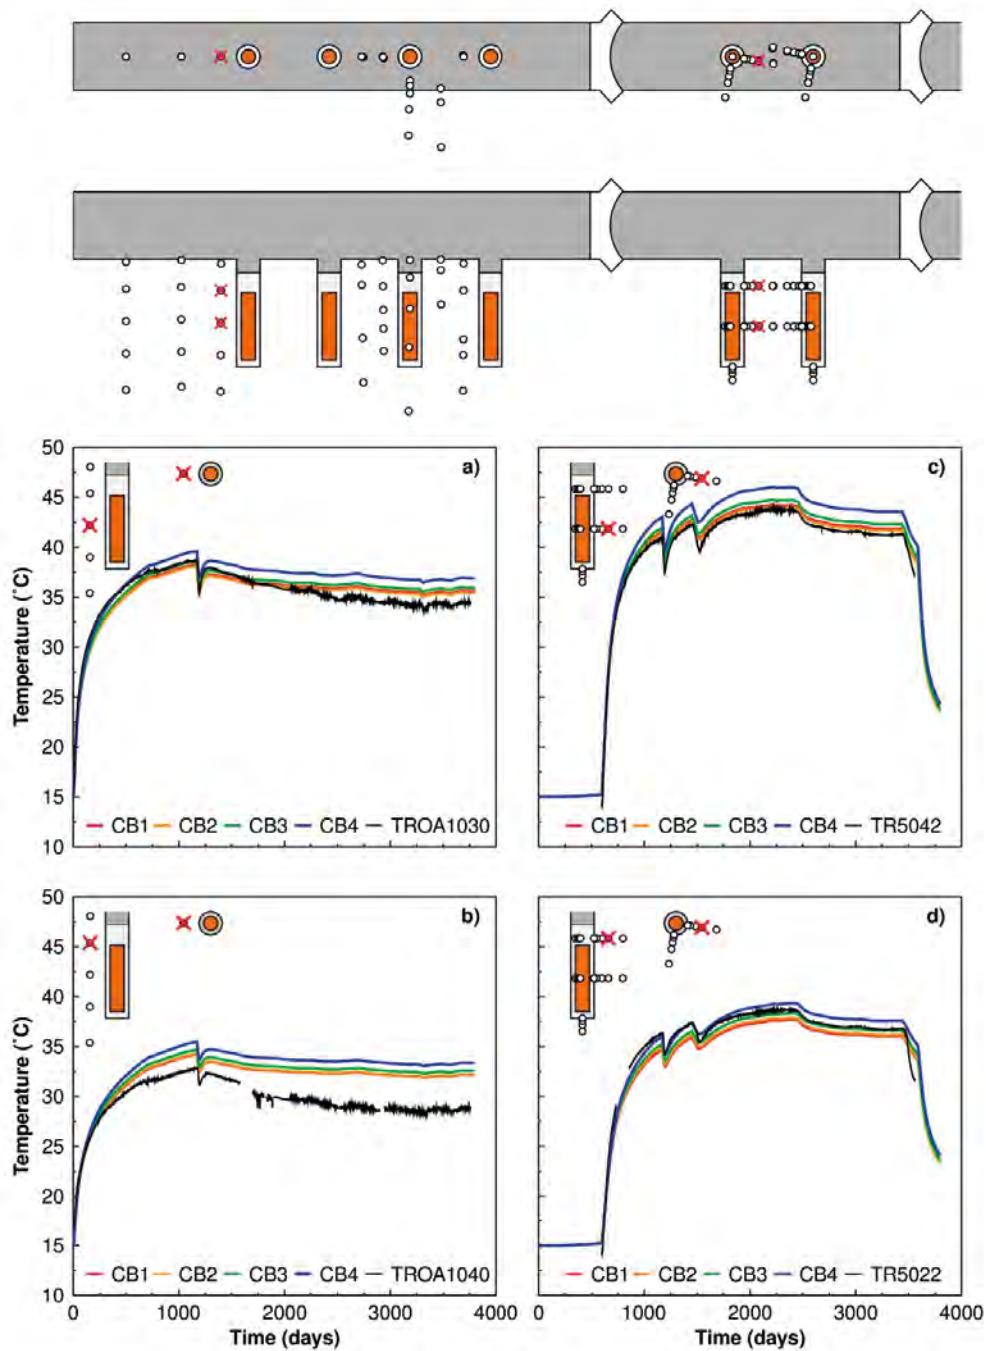 a)
50
45
40
35
30
25
20
15
10
Temperature (°C)
CB1 CB2 CB3 CB4 TROA1030
c)
CB1 CB2 CB3 CB4 TR5042
b)
50
45
40
35
30
25
20
15
10
Temperature (°C)
CB1 CB2 CB3 CB4 TROA1040
0 1000 2000 3000 4000
Time (days)
d)
CB1 CB2 CB3 CB4 TR5022
0 1000 2000 3000 4000
Time (days)